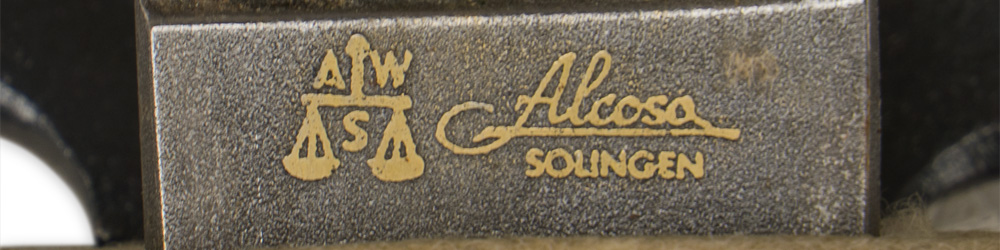 A W
S
Alcosa
SOLINGEN